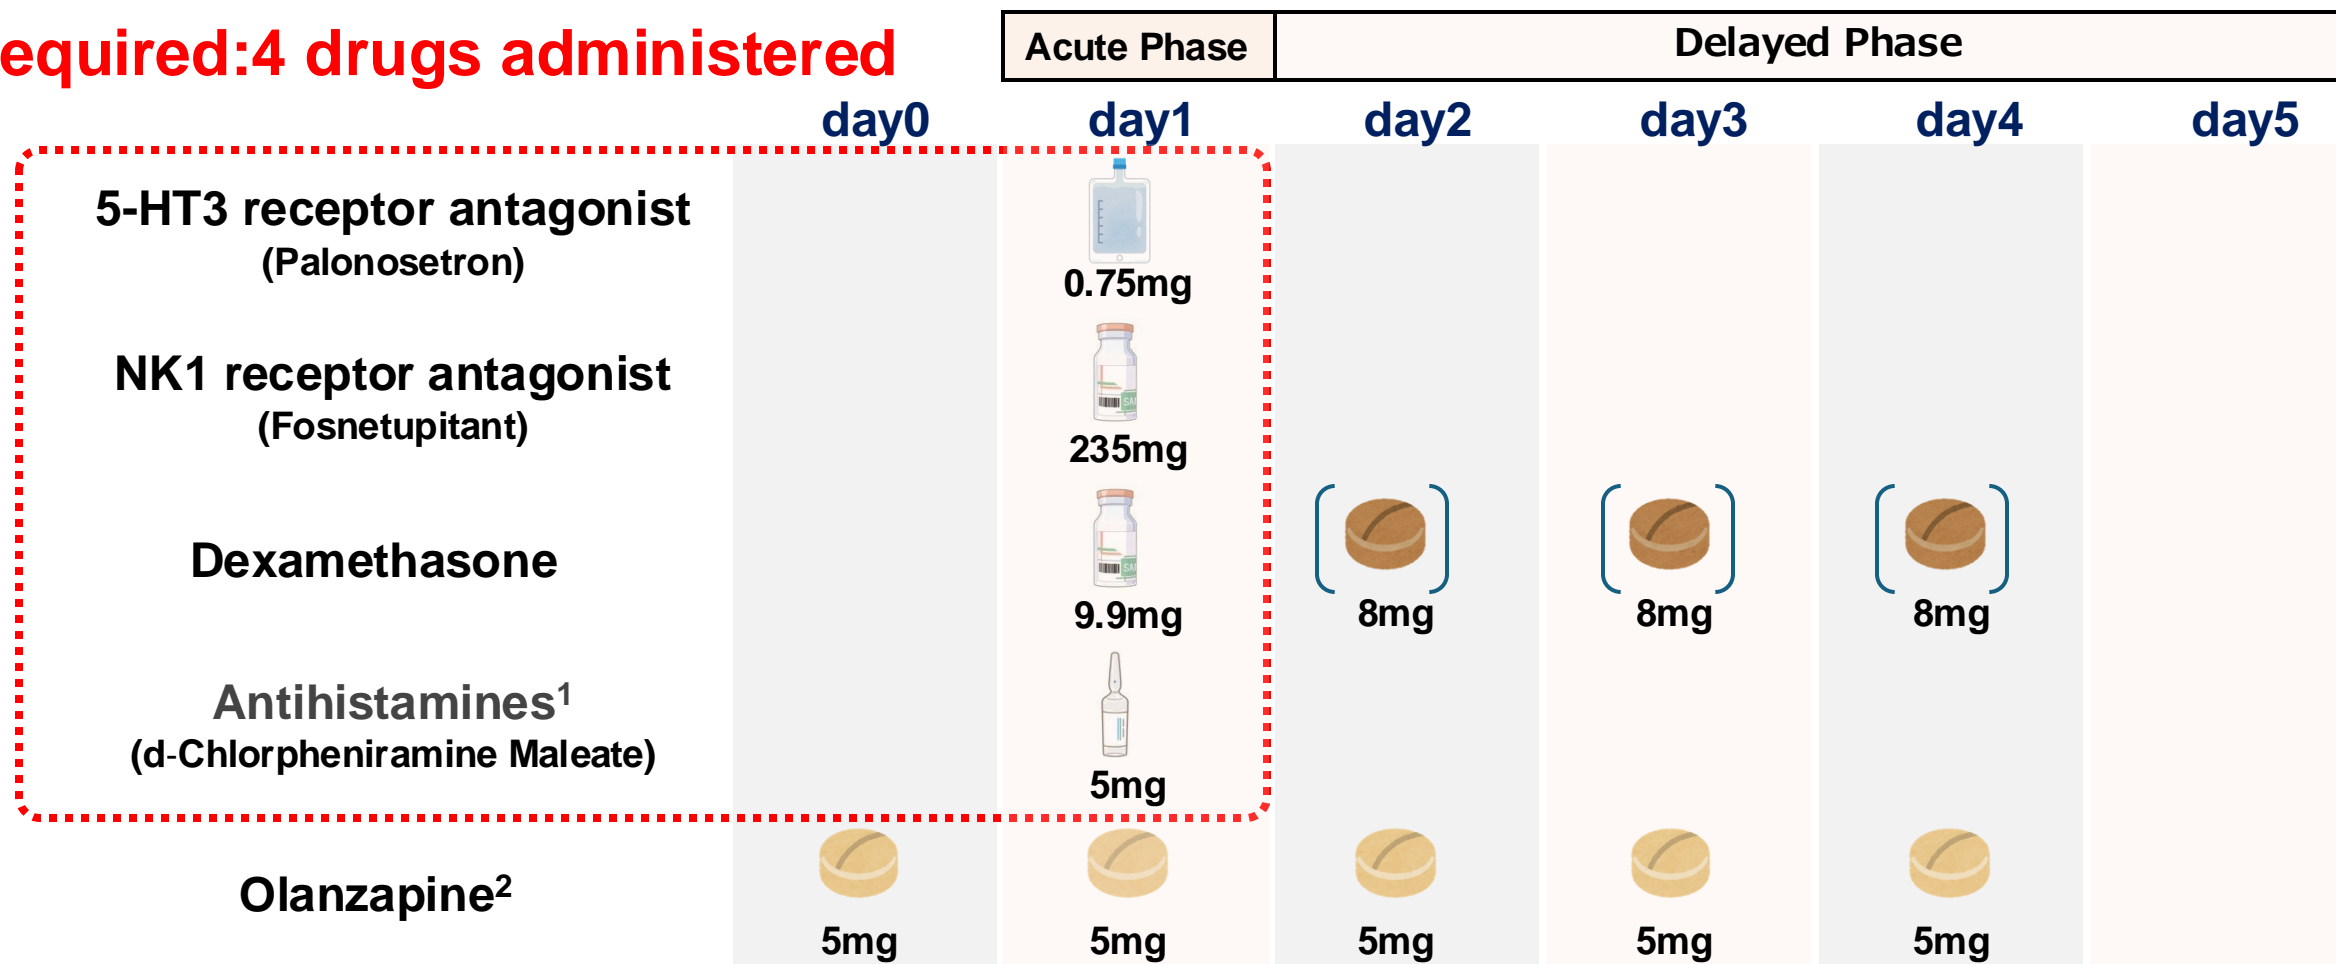 equired:4 drugs administered
Acute Phase
Delayed Phase
day0 day1 day2 day3 day4 day5
5-HT3 receptor antagonist
(Palonosetron)
0.75mg
NK1 receptor antagonist
(Fosnetupitant)
235mg
Dexamethasone
9.9mg 8mg 8mg 8mg
Antihistamines¹
(d-Chlorpheniramine Maleate)
5mg
Olanzapine²
5mg 5mg 5mg 5mg 5mg